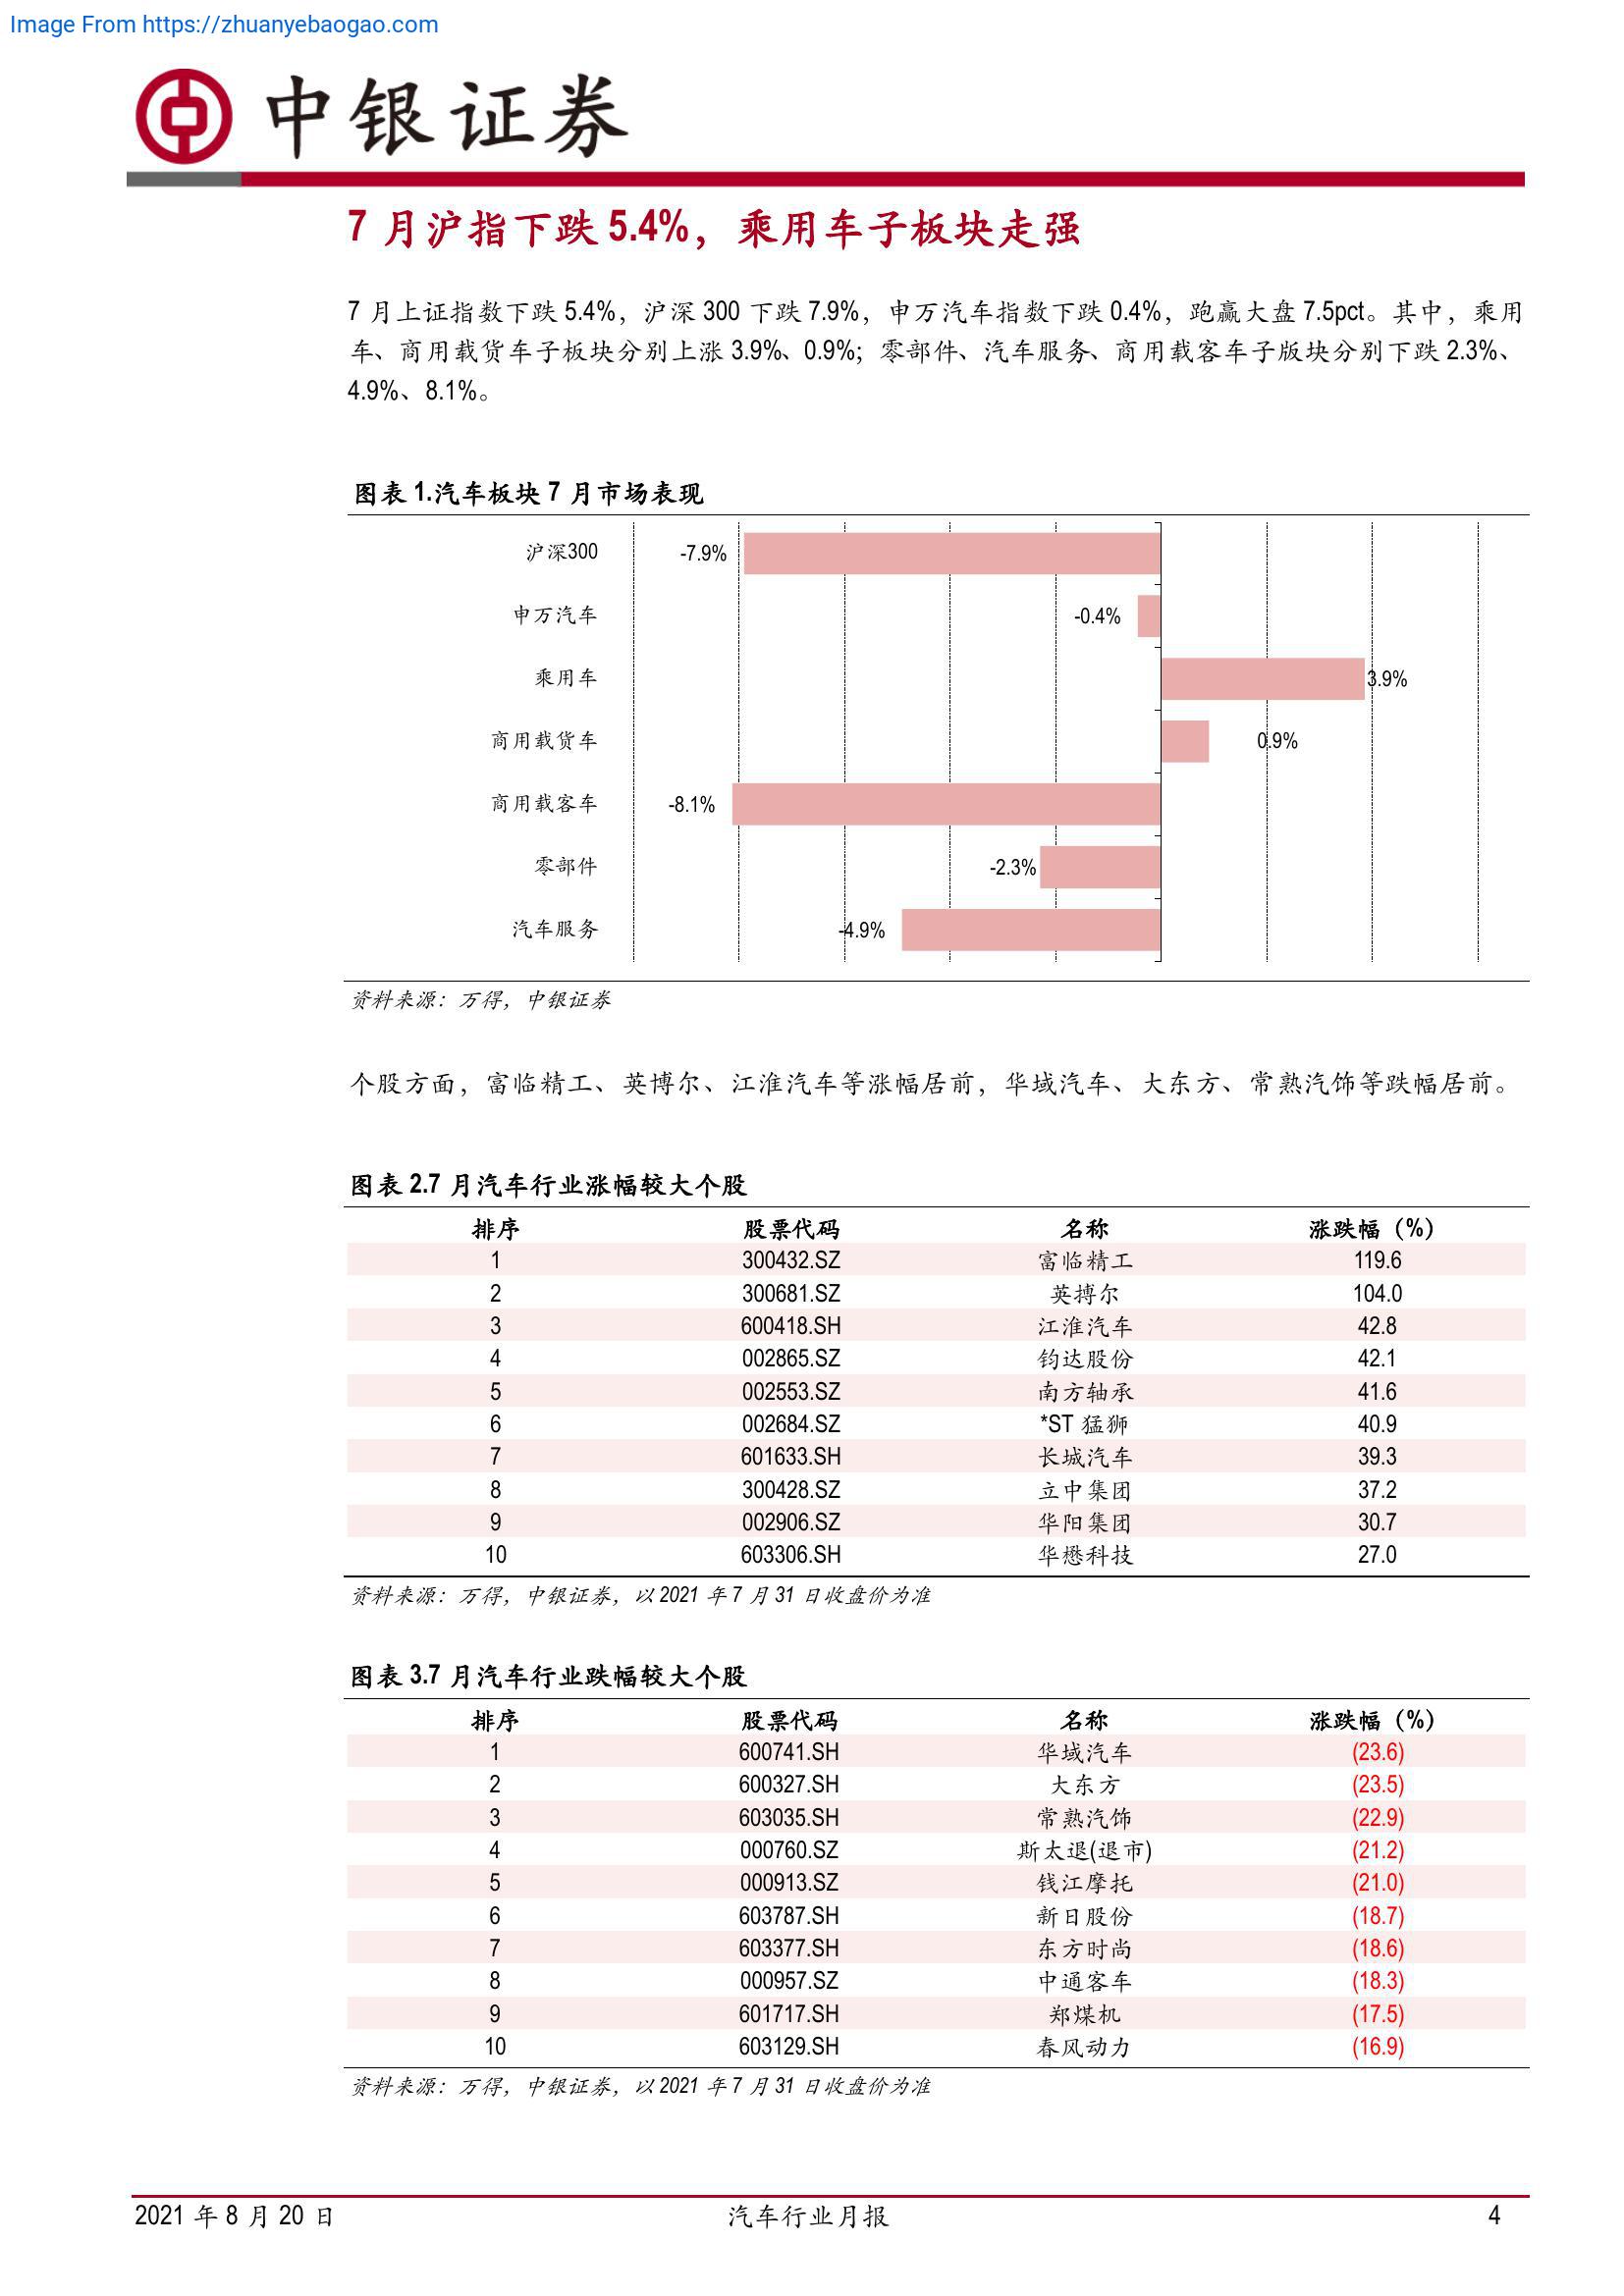 Image From https://zhuanyebaogao.com
中银证券
7 月沪指下跌 5.4%，乘用车子板块走强
7 月上证指数下跌 5.4%，沪深 300 下跌 7.9%，申万汽车指数下跌 0.4%，跑赢大盘 7.5pct。其中，乘用
车、商用载货车子板块分别上涨 3.9%、0.9%；零部件、汽车服务、商用载客车子版块分别下跌 2.3%、
4.9%、8.1%。
图表 1.汽车板块 7 月市场表现
沪深300 -7.9%
申万汽车 -0.4%
乘用车 3.9%
商用载货车 0.9%
商用载客车 -8.1%
零部件 -2.3%
汽车服务 -4.9%
资料来源：万得，中银证券
个股方面，富临精工、英博尔、江淮汽车等涨幅居前，华域汽车、大东方、常熟汽饰等跌幅居前。
图表 2.7 月汽车行业涨幅较大个股
排序 股票代码 名称 涨跌幅（%）
1 300432.SZ 富临精工 119.6
2 300681.SZ 英搏尔 104.0
3 600418.SH 江淮汽车 42.8
4 002865.SZ 钧达股份 42.1
5 002553.SZ 南方轴承 41.6
6 002684.SZ *ST 猛狮 40.9
7 601633.SH 长城汽车 39.3
8 300428.SZ 立中集团 37.2
9 002906.SZ 华阳集团 30.7
10 603306.SH 华懋科技 27.0
资料来源：万得，中银证券，以 2021 年 7 月 31 日收盘价为准
图表 3.7 月汽车行业跌幅较大个股
排序 股票代码 名称 涨跌幅（%）
1 600741.SH 华域汽车 (23.6)
2 600327.SH 大东方 (23.5)
3 603035.SH 常熟汽饰 (22.9)
4 000760.SZ 斯太退(退市) (21.2)
5 000913.SZ 钱江摩托 (21.0)
6 603787.SH 新日股份 (18.7)
7 603377.SH 东方时尚 (18.6)
8 000957.SZ 中通客车 (18.3)
9 601717.SH 郑煤机 (17.5)
10 603129.SH 春风动力 (16.9)
资料来源：万得，中银证券，以 2021 年 7 月 31 日收盘价为准
2021 年 8 月 20 日 汽车行业月报 4